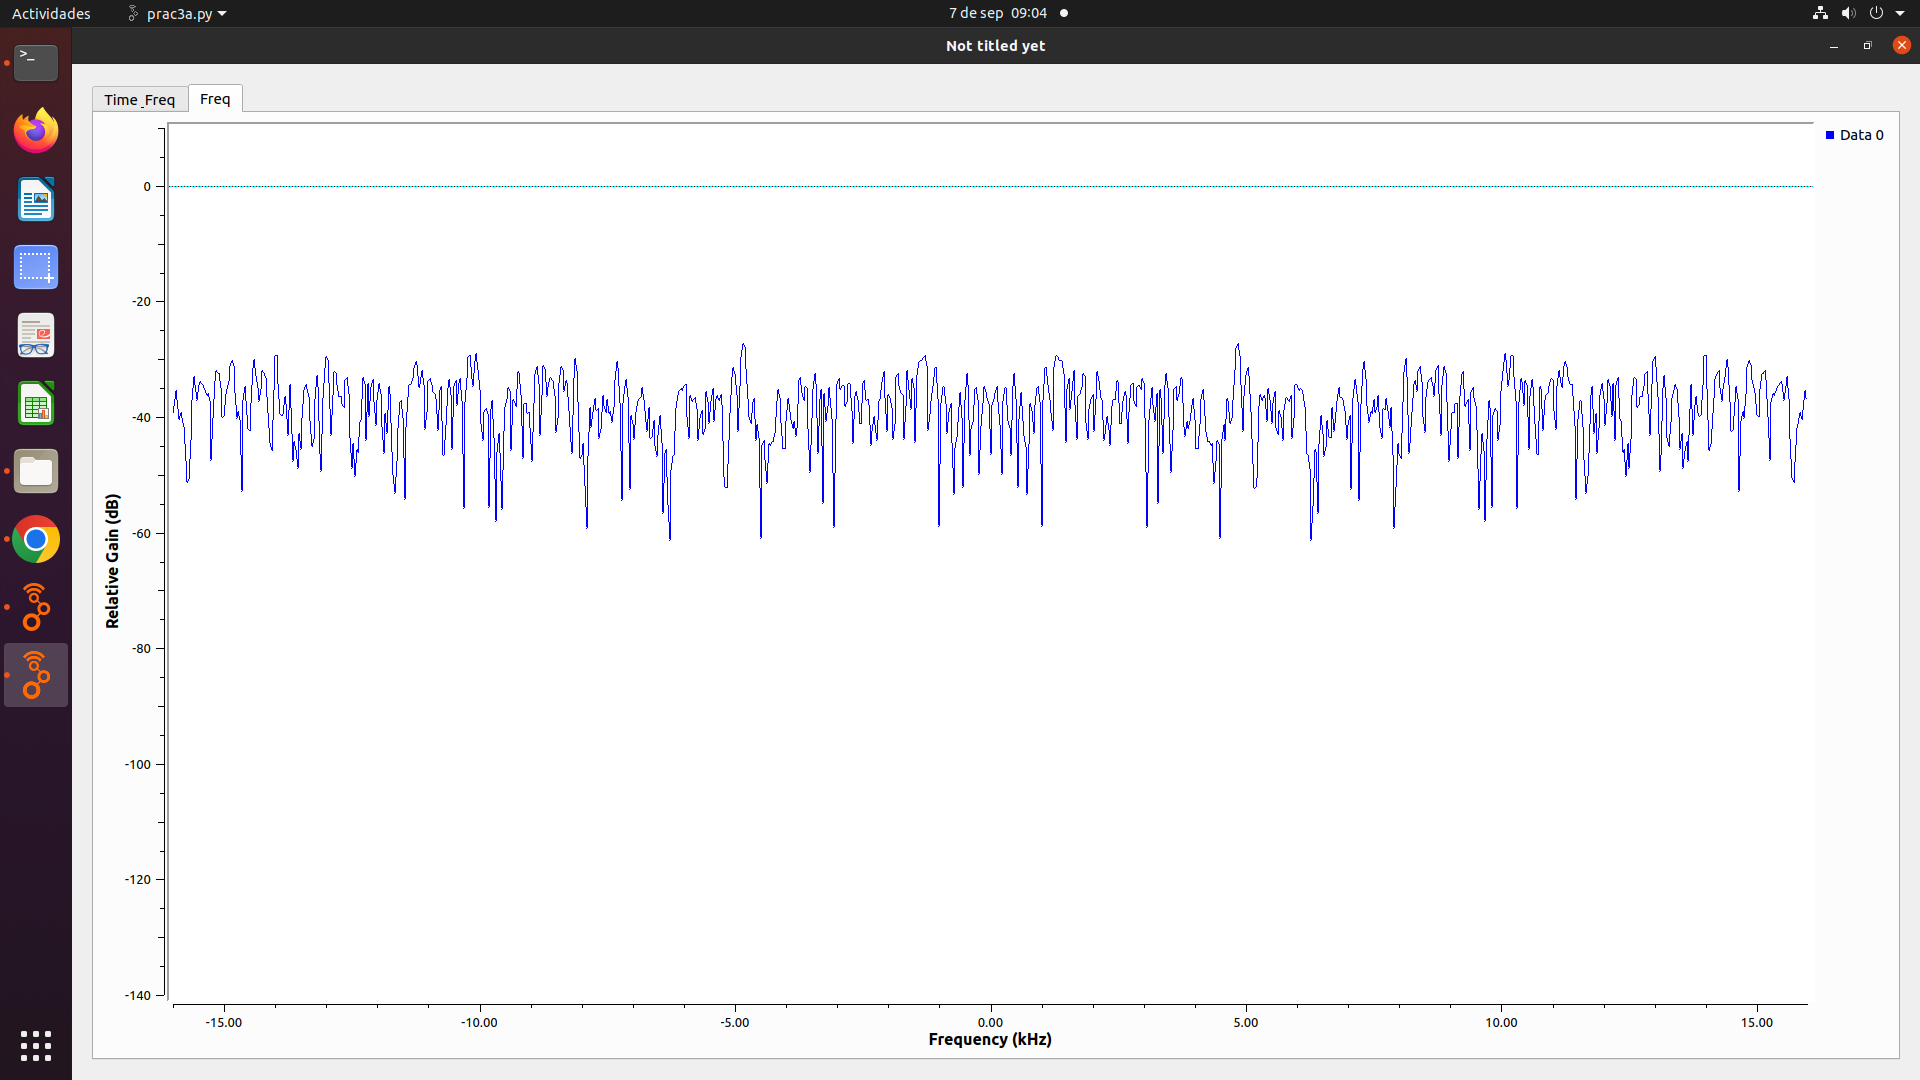 Actividades prac3a.py 7 de sep 09:04
Not titled yet
Time_Freq Freq
Data 0
0
-20
-40
-60
-80
-100
-120
-140
Relative Gain (dB)
-15.00 -10.00 -5.00 0.00 5.00 10.00 15.00
Frequency (kHz)